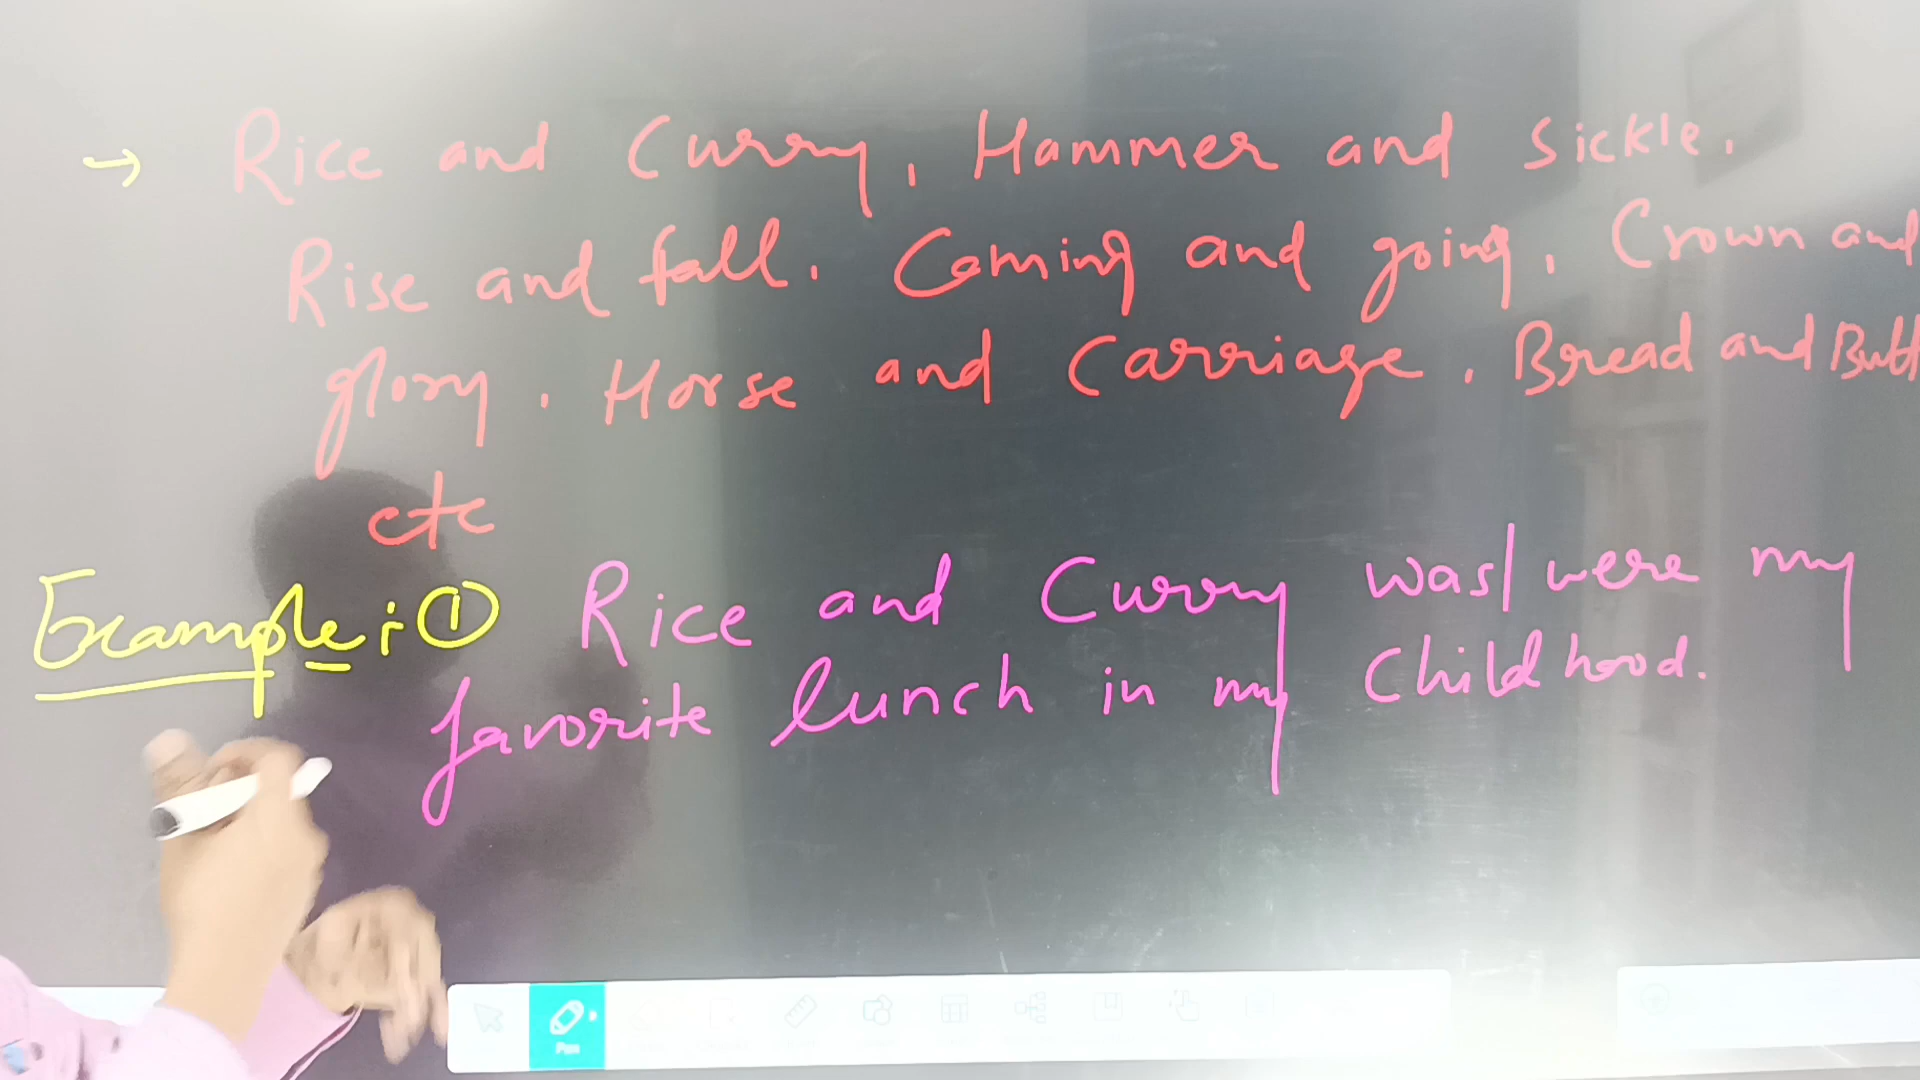 → Rice and Curry, Hammer and Sickle,
Rise and fall, Coming and going, Crown and
glory, Horse and Carriage, Bread and Butt
etc
Example : ① Rice and Curry was/were my
favorite lunch in my Childhood.
Pen